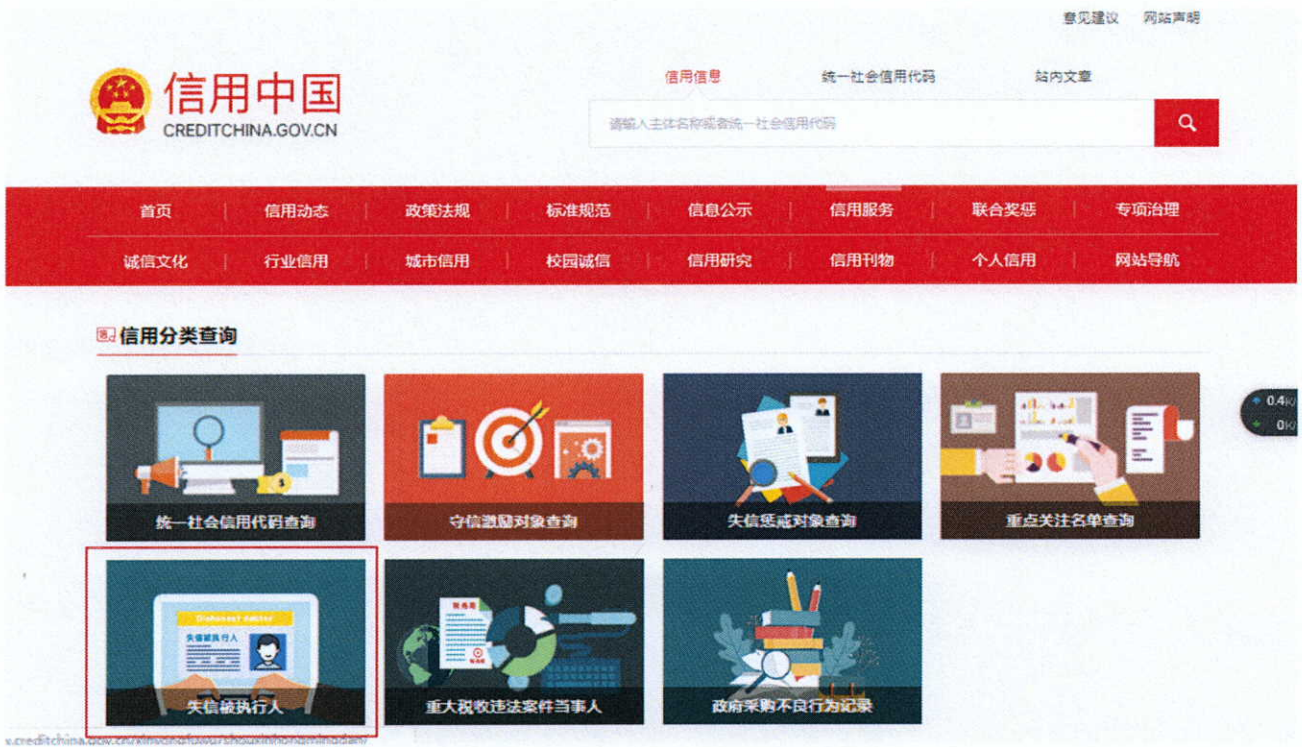 意见建议 网站声明
信用信息 统一社会信用代码 站内文章
信用中国
CREDITCHINA.GOV.CN
请输入主体名称或者统一社会信用代码
首页 信用动态 政策法规 标准规范 信息公示 信用服务 联合奖惩 专项治理
诚信文化 行业信用 城市信用 校园诚信 信用研究 信用刊物 个人信用 网站导航
信用分类查询
0.4K/
0K/
统一社会信用代码查询 守信激励对象查询 失信惩戒对象查询 重点关注名单查询
Dishonest debtor
失信被执行人
税务局
失信被执行人 重大税收违法案件当事人 政府采购不良行为记录